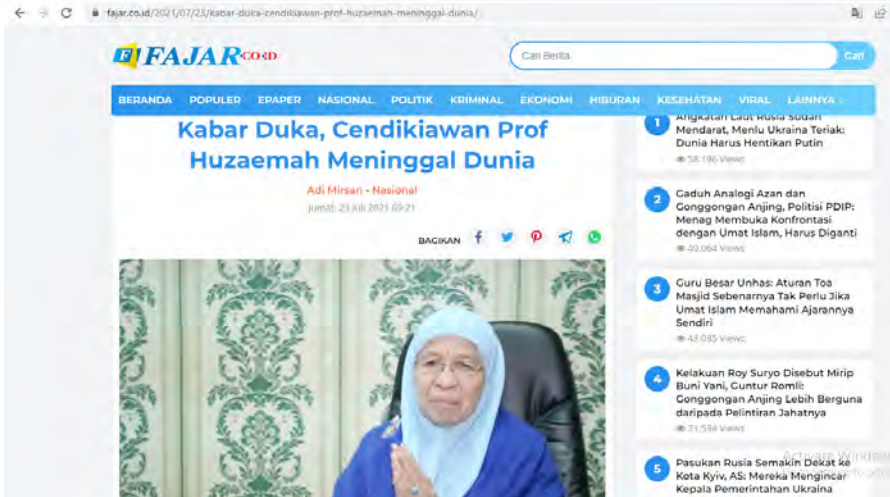 fajar.co.id/2021/07/23/kabar-duka-cendikiawan-prof-huzaemah-meninggal-dunia/
FAJAR.CO.ID
Cari Berita
Cari
BERANDA POPULER EPAPER NASIONAL POLITIK KRIMINAL EKONOMI HIBURAN KESEHATAN VIRAL LAINNYA
Kabar Duka, Cendikiawan Prof
Huzaemah Meninggal Dunia
Adi Mirsan - Nasional
Jumat, 23 Juli 2021 09:21
BAGIKAN
1
Angkatan Laut Rusia Sudah
Mendarat, Menlu Ukraina Teriak:
Dunia Harus Hentikan Putin
58.196 Views
2
Gaduh Analogi Azan dan
Gonggongan Anjing, Politisi PDIP:
Menag Membuka Konfrontasi
dengan Umat Islam, Harus Diganti
49.064 Views
3
Guru Besar Unhas: Aturan Toa
Masjid Sebenarnya Tak Perlu Jika
Umat Islam Memahami Ajarannya
Sendiri
43.085 Views
4
Kelakuan Roy Suryo Disebut Mirip
Buni Yani, Guntur Romli:
Gonggongan Anjing Lebih Berguna
daripada Pelintiran Jahatnya
21.534 Views
5
Pasukan Rusia Semakin Dekat ke
Kota Kyiv, AS: Mereka Mengincar
Kepala Pemerintahan Ukraina
Activate Windows